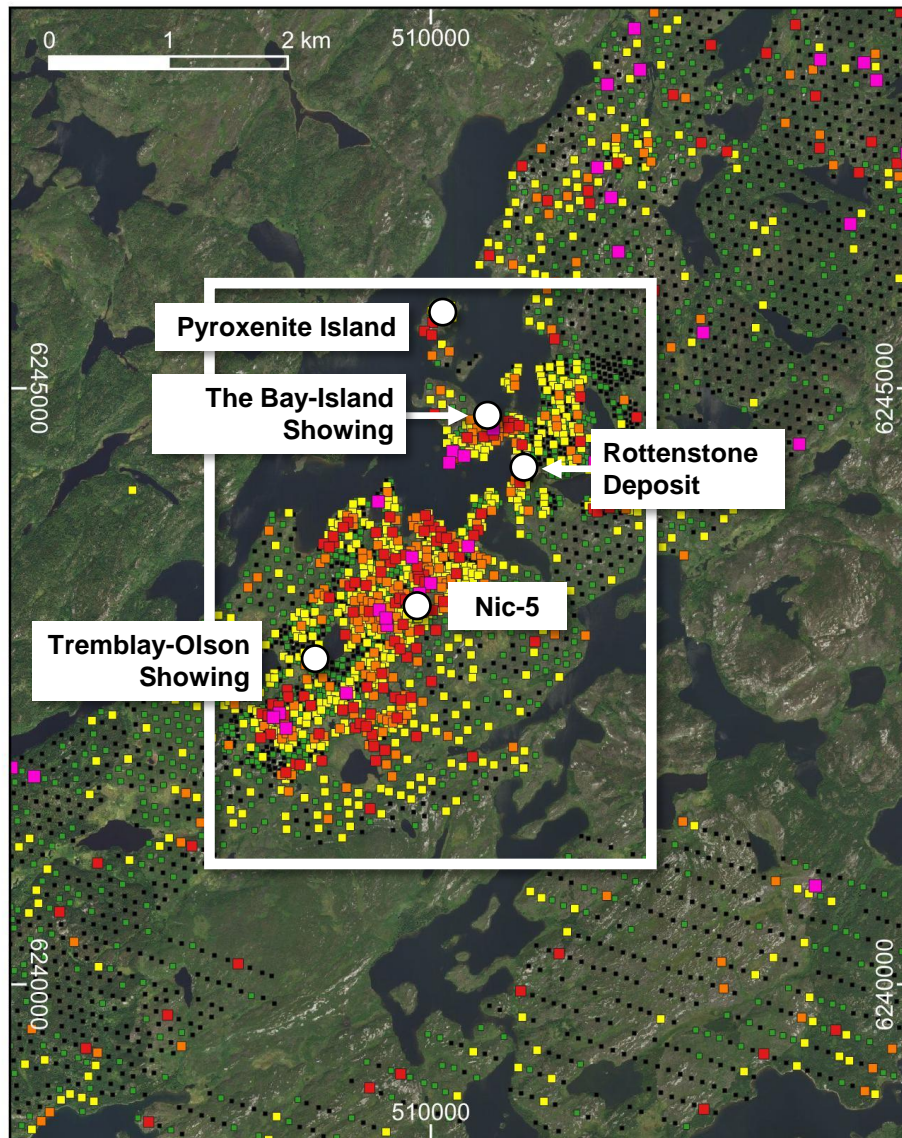 0 1 2 km
510000
Pyroxenite Island
6245000
6245000
The Bay-Island
Showing
Rottenstone
Deposit
Nic-5
Tremblay-Olson
Showing
6240000
6240000
510000